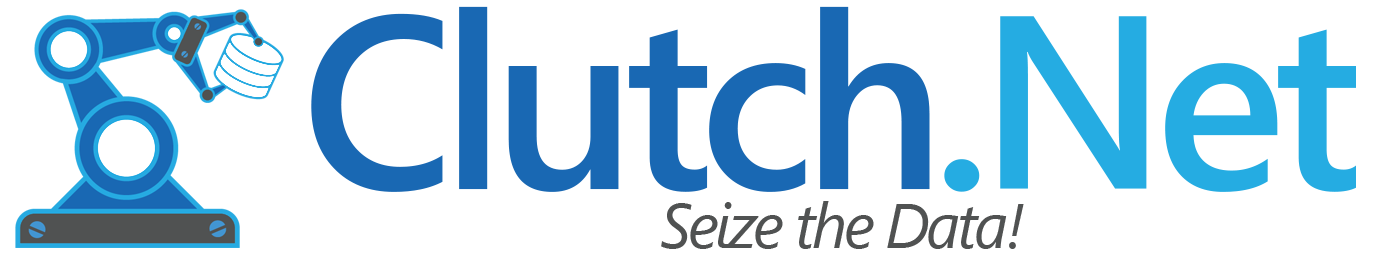 Clutch.Net
Seize the Data!